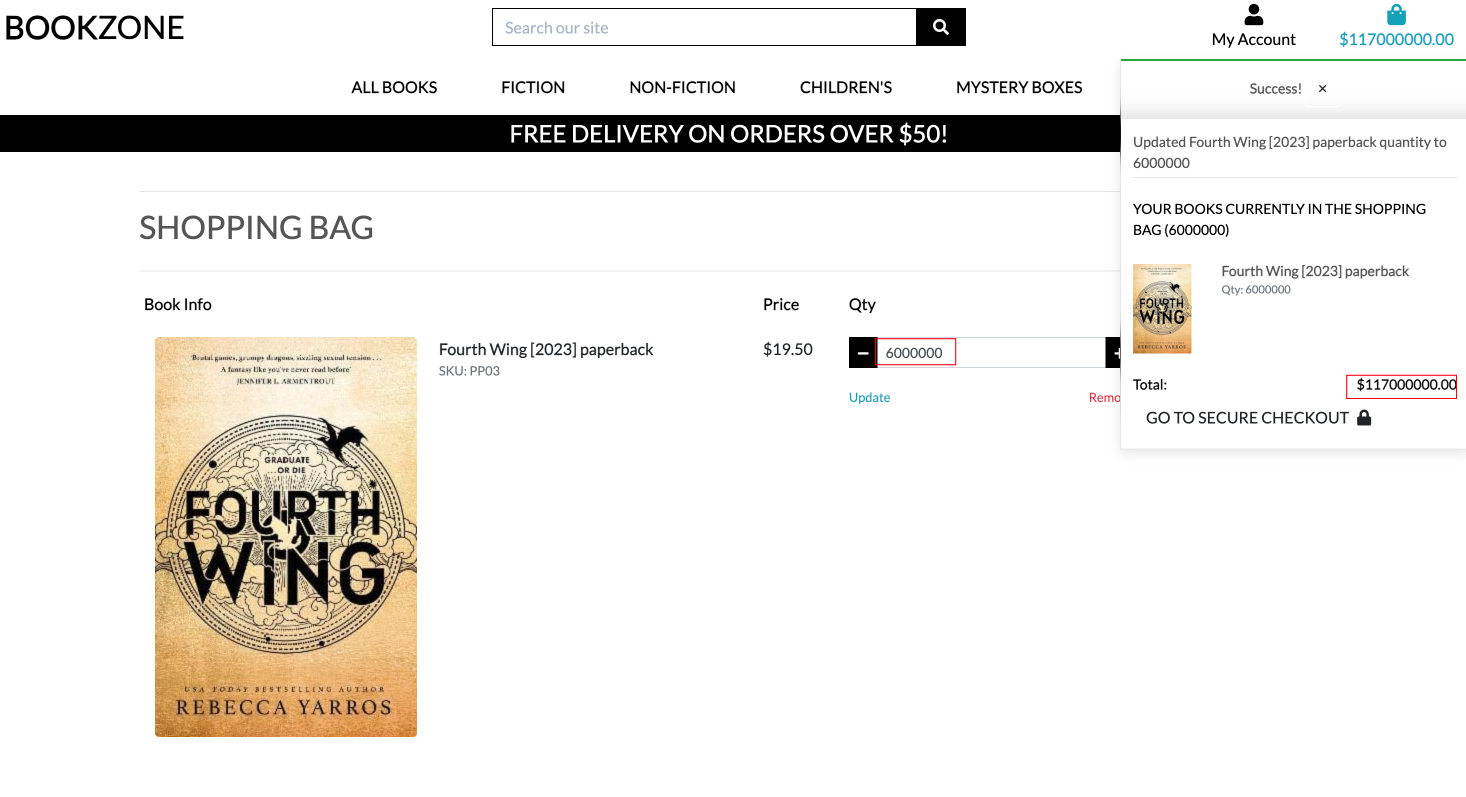 BOOKZONE
Search our site
My Account
$117000000.00
ALL BOOKS
FICTION
NON-FICTION
CHILDREN'S
MYSTERY BOXES
FREE DELIVERY ON ORDERS OVER $50!
Success! ×
Updated Fourth Wing [2023] paperback quantity to
6000000
YOUR BOOKS CURRENTLY IN THE SHOPPING
BAG (6000000)
Fourth Wing [2023] paperback
Qty: 6000000
Total: $117000000.00
GO TO SECURE CHECKOUT
SHOPPING BAG
Book Info
Price
Qty
'Brutal games, grumpy dragons, sizzling sexual tension . . .
A fantasy like you've never read before'
JENNIFER L. ARMENTROUT
GRADUATE
. . . OR DIE
FOURTH
WING
USA TODAY BESTSELLING AUTHOR
REBECCA YARROS
Fourth Wing [2023] paperback
SKU: PP03
$19.50
− 6000000 +
Update
Remo